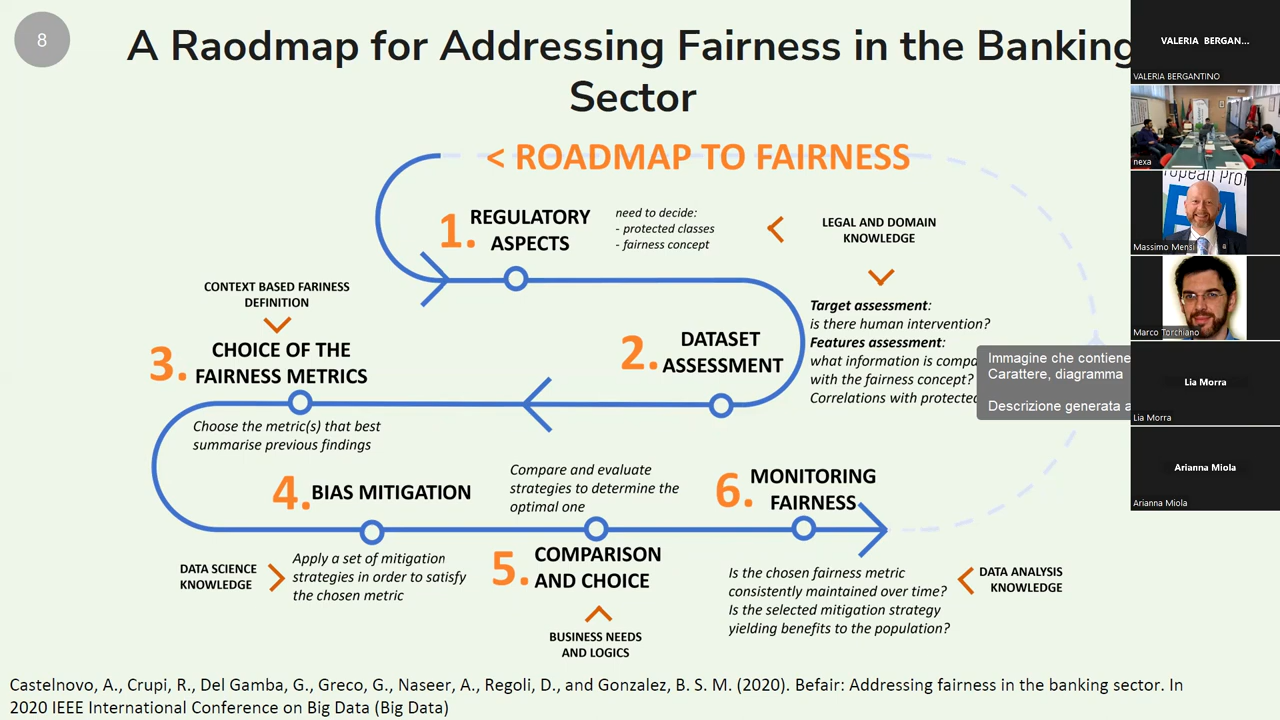 8
A Raodmap for Addressing Fairness in the Banking
Sector
< ROADMAP TO FAIRNESS
1. REGULATORY
ASPECTS
need to decide:
- protected classes
- fairness concept
LEGAL AND DOMAIN
KNOWLEDGE
Target assessment:
is there human intervention?
Features assessment:
what information is compa
with the fairness concept?
Correlations with protected
2. DATASET
ASSESSMENT
CONTEXT BASED FARINESS
DEFINITION
3. CHOICE OF THE
FAIRNESS METRICS
Choose the metric(s) that best
summarise previous findings
4. BIAS MITIGATION
DATA SCIENCE
KNOWLEDGE
Apply a set of mitigation
strategies in order to satisfy
the chosen metric
Compare and evaluate
strategies to determine the
optimal one
5. COMPARISON
AND CHOICE
BUSINESS NEEDS
AND LOGICS
6. MONITORING
FAIRNESS
Is the chosen fairness metric
consistently maintained over time?
Is the selected mitigation strategy
yielding benefits to the population?
DATA ANALYSIS
KNOWLEDGE
Immagine che contiene
Carattere, diagramma
Descrizione generata a
Castelnovo, A., Crupi, R., Del Gamba, G., Greco, G., Naseer, A., Regoli, D., and Gonzalez, B. S. M. (2020). Befair: Addressing fairness in the banking sector. In
2020 IEEE International Conference on Big Data (Big Data)
VALERIA BERGAN...
VALERIA BERGANTINO
nexa
Massimo Mensi
Marco Torchiano
Lia Morra
Lia Morra
Arianna Miola
Arianna Miola